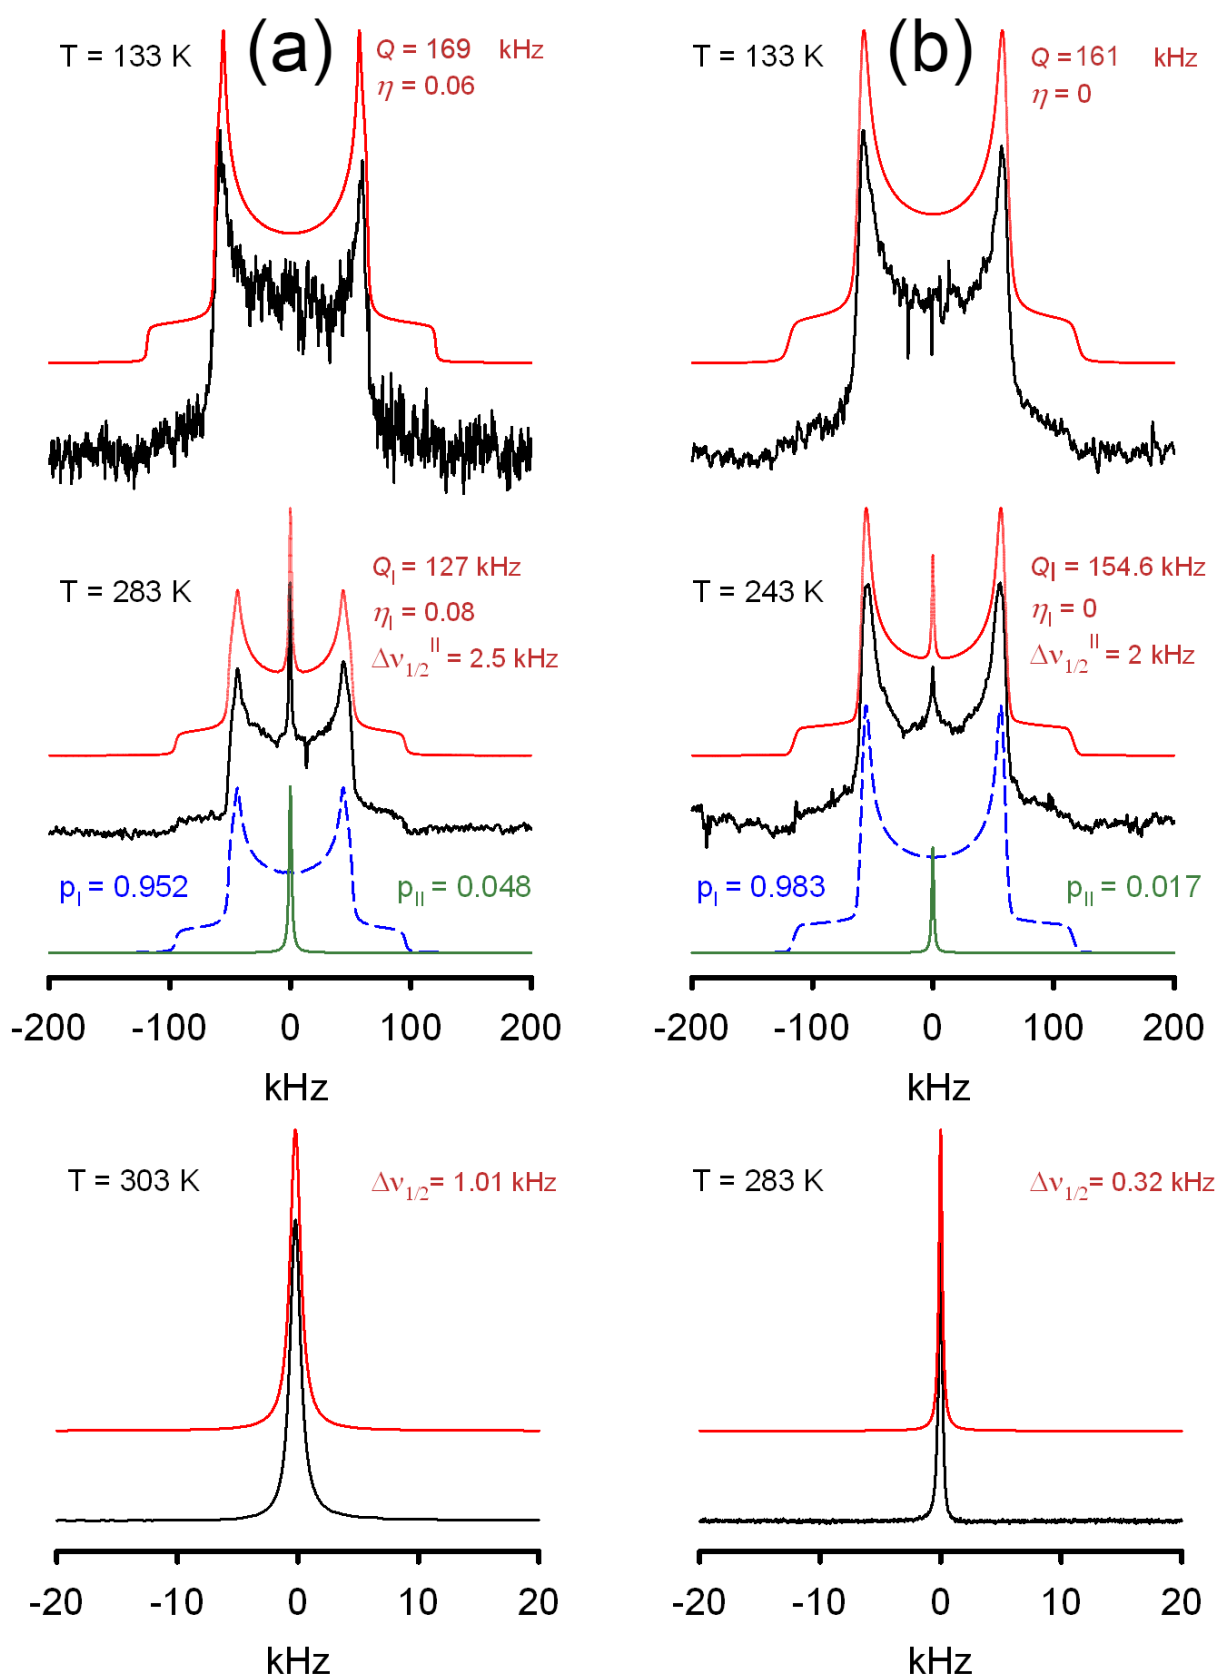 (a)
T = 133 K
Q = 169 kHz
η = 0.06
(b)
T = 133 K
Q = 161 kHz
η = 0
T = 283 K
Q_I = 127 kHz
η_I = 0.08
Δν_1/2^II = 2.5 kHz
p_I = 0.952
p_II = 0.048
T = 243 K
Q_I = 154.6 kHz
η_I = 0
Δν_1/2^II = 2 kHz
p_I = 0.983
p_II = 0.017
-200 -100 0 100 200
kHz
-200 -100 0 100 200
kHz
T = 303 K
Δν_1/2 = 1.01 kHz
T = 283 K
Δν_1/2 = 0.32 kHz
-20 -10 0 10 20
kHz
-20 -10 0 10 20
kHz